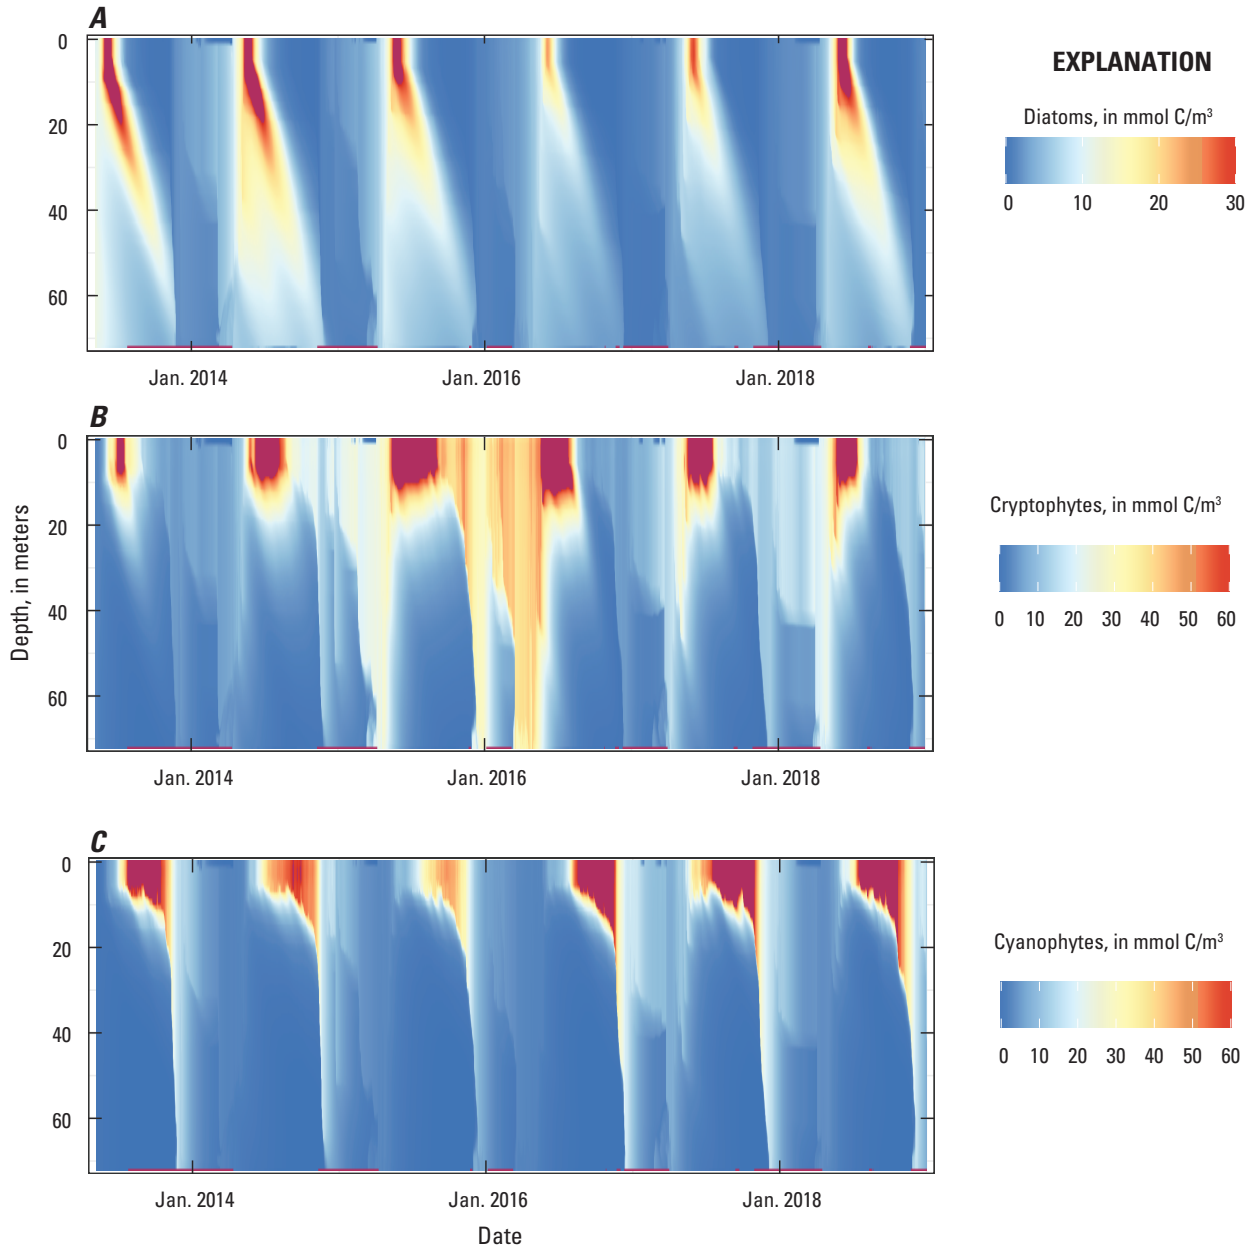 A
0
20
40
60
Jan. 2014
Jan. 2016
Jan. 2018
EXPLANATION
Diatoms, in mmol C/m³
0 10 20 30
B
0
20
40
60
Jan. 2014
Jan. 2016
Jan. 2018
Depth, in meters
Cryptophytes, in mmol C/m³
0 10 20 30 40 50 60
C
0
20
40
60
Jan. 2014
Jan. 2016
Jan. 2018
Date
Cyanophytes, in mmol C/m³
0 10 20 30 40 50 60